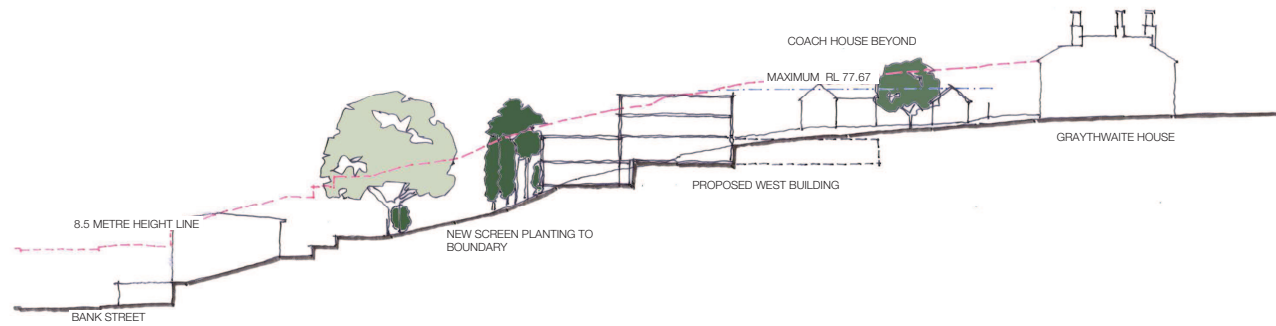 COACH HOUSE BEYOND
MAXIMUM RL 77.67
GRAYTHWAITE HOUSE
PROPOSED WEST BUILDING
8.5 METRE HEIGHT LINE
NEW SCREEN PLANTING TO
BOUNDARY
BANK STREET